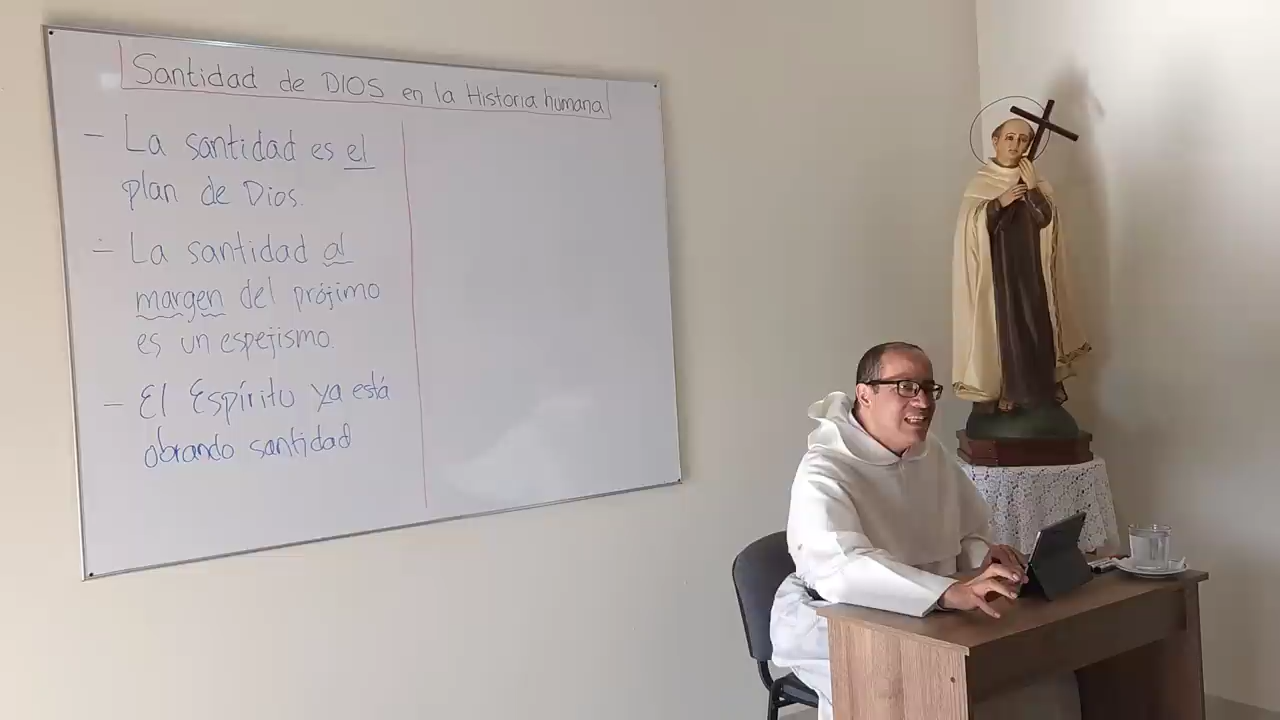 Santidad de DIOS en la Historia humana
- La santidad es el
plan de Dios.
- La santidad al
margen del prójimo
es un espejismo.
- El Espíritu ya está
obrando santidad